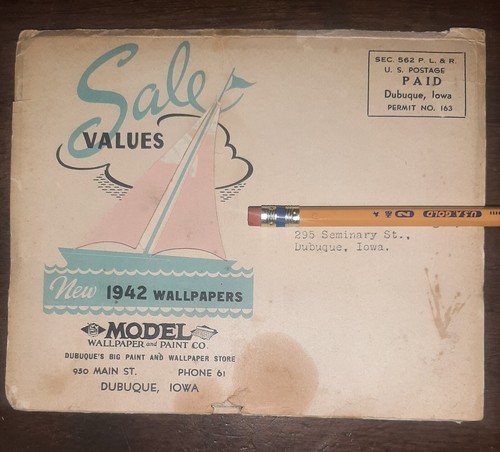 Sale
VALUES
New 1942 WALLPAPERS
MODEL
WALLPAPER and PAINT CO.
DUBUQUE'S BIG PAINT AND WALLPAPER STORE
950 MAIN ST. PHONE 61
DUBUQUE, IOWA
SEC. 562 P. L. & R.
U. S. POSTAGE
PAID
Dubuque, Iowa
PERMIT NO. 163
USA GOLD 2
295 Seminary St.,
Dubuque, Iowa.